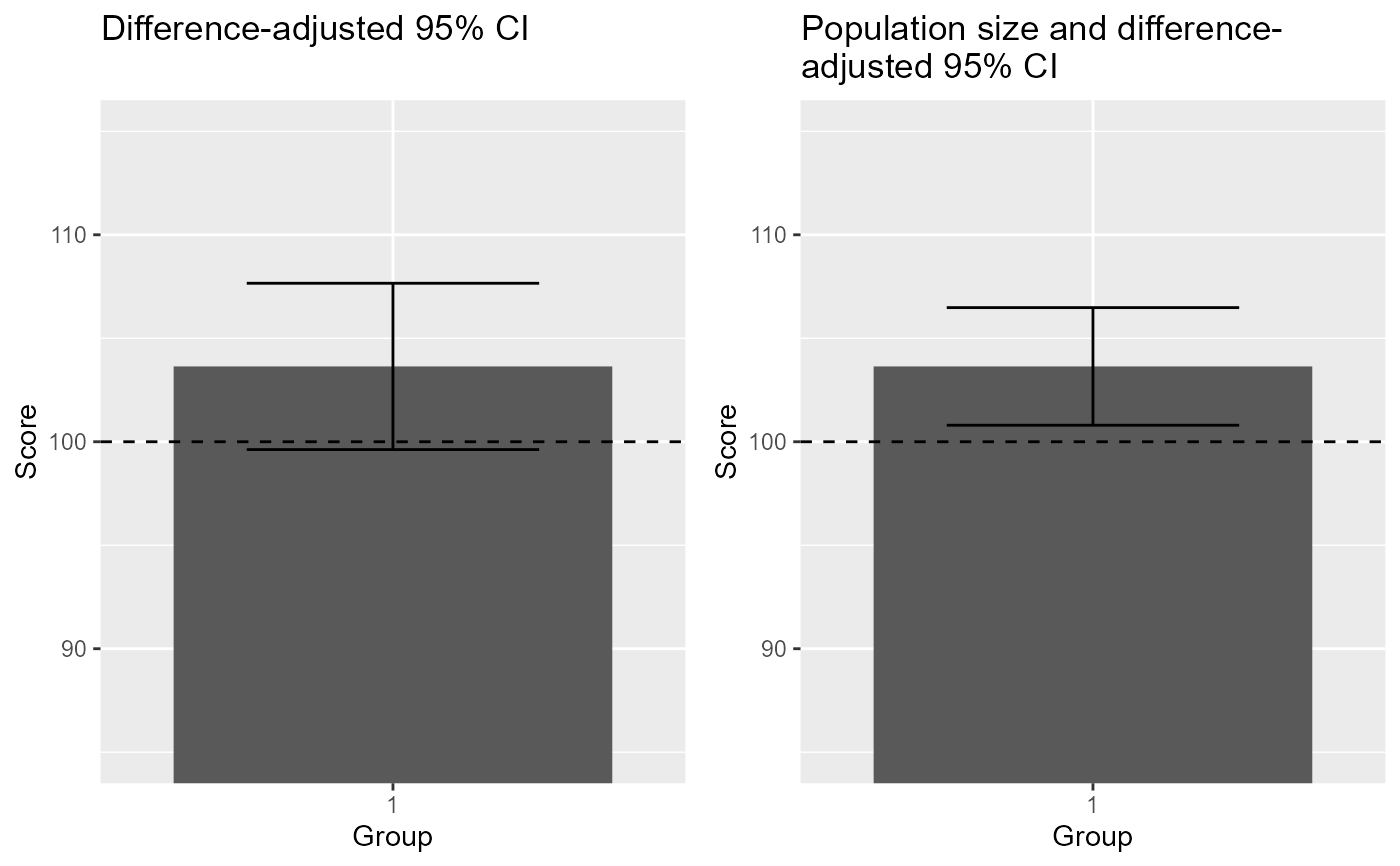 Difference-adjusted 95% CI
Score
110
100
90
1
Group
Population size and difference-
adjusted 95% CI
Score
110
100
90
1
Group